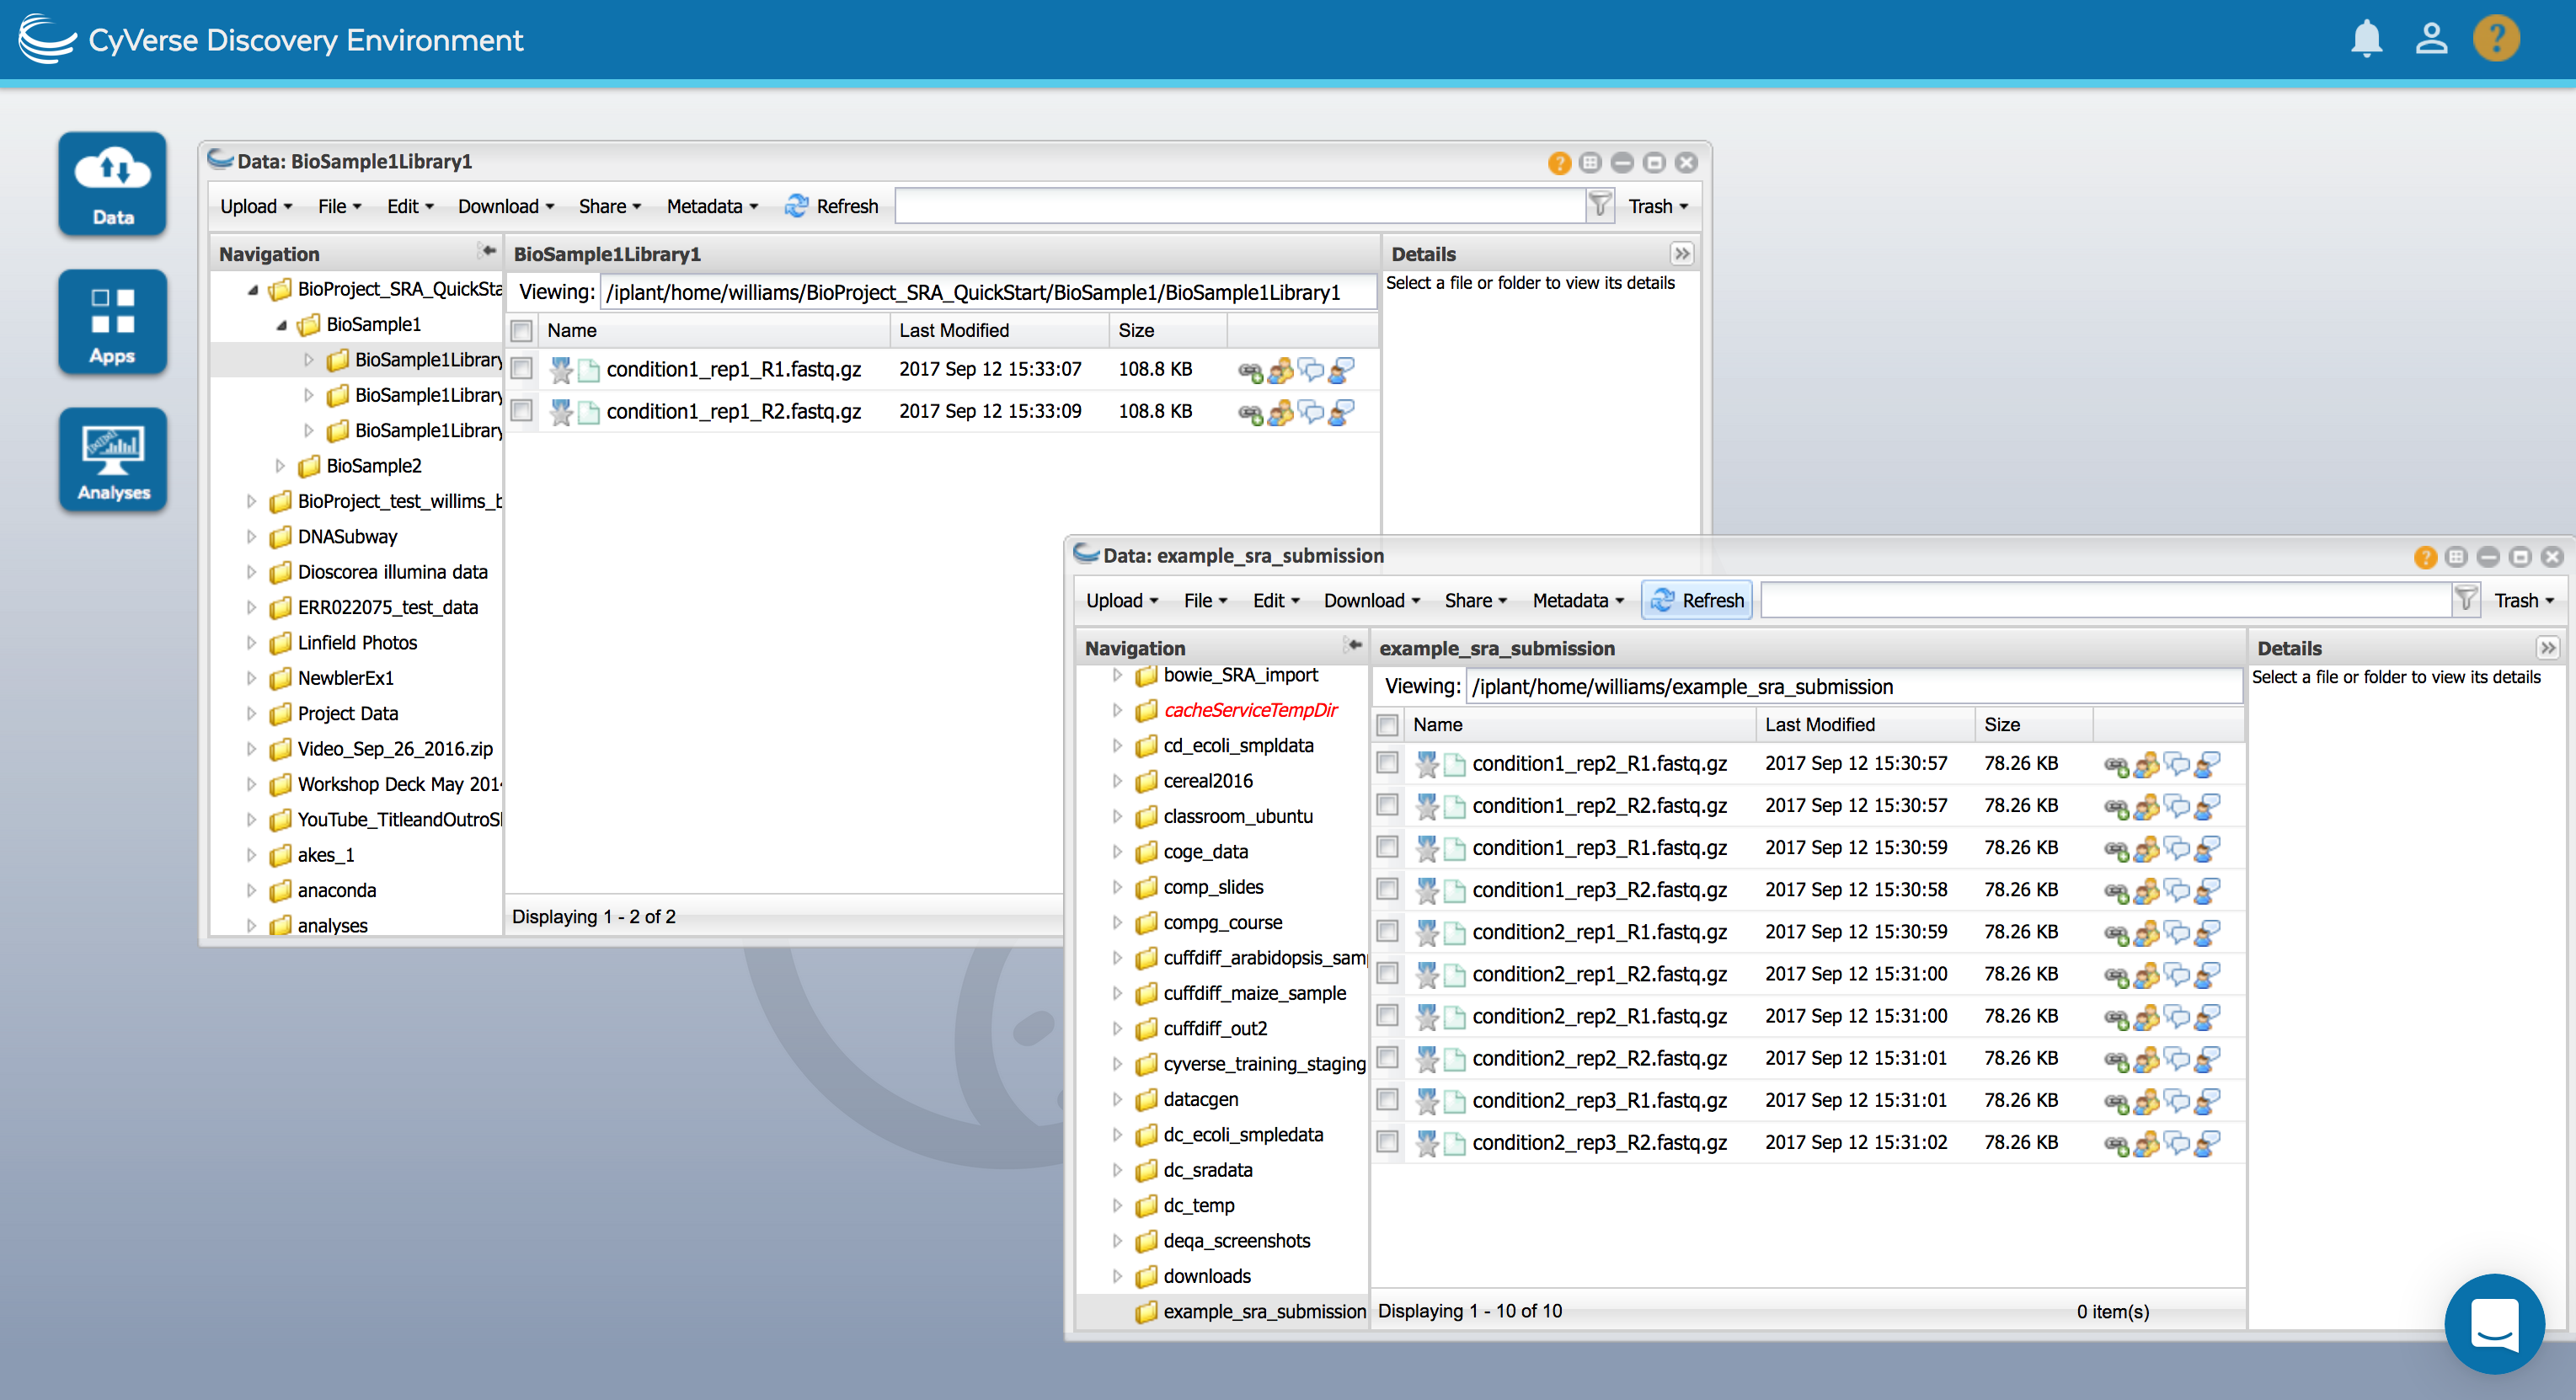 CyVerse Discovery Environment
?
Data
Apps
Analyses
Data: BioSample1Library1
?
Upload File Edit Download Share Metadata Refresh Trash
Navigation
BioProject_SRA_QuickSta
BioSample1
BioSample1Library
BioSample1Library
BioSample1Library
BioSample2
BioProject_test_willims_b
DNASubway
Dioscorea illumina data
ERR022075_test_data
Linfield Photos
NewblerEx1
Project Data
Video_Sep_26_2016.zip
Workshop Deck May 201
YouTube_TitleandOutroSl
akes_1
anaconda
analyses
BioSample1Library1
Viewing: /iplant/home/williams/BioProject_SRA_QuickStart/BioSample1/BioSample1Library1
Name Last Modified Size
condition1_rep1_R1.fastq.gz 2017 Sep 12 15:33:07 108.8 KB
condition1_rep1_R2.fastq.gz 2017 Sep 12 15:33:09 108.8 KB
Displaying 1 - 2 of 2
Details
Select a file or folder to view its details
Data: example_sra_submission
?
Upload File Edit Download Share Metadata Refresh Trash
Navigation
bowie_SRA_import
cacheServiceTempDir
cd_ecoli_smpldata
cereal2016
classroom_ubuntu
coge_data
comp_slides
compg_course
cuffdiff_arabidopsis_sam
cuffdiff_maize_sample
cuffdiff_out2
cyverse_training_staging
datacgen
dc_ecoli_smpledata
dc_sradata
dc_temp
deqa_screenshots
downloads
example_sra_submission
example_sra_submission
Viewing: /iplant/home/williams/example_sra_submission
Name Last Modified Size
condition1_rep2_R1.fastq.gz 2017 Sep 12 15:30:57 78.26 KB
condition1_rep2_R2.fastq.gz 2017 Sep 12 15:30:57 78.26 KB
condition1_rep3_R1.fastq.gz 2017 Sep 12 15:30:59 78.26 KB
condition1_rep3_R2.fastq.gz 2017 Sep 12 15:30:58 78.26 KB
condition2_rep1_R1.fastq.gz 2017 Sep 12 15:30:59 78.26 KB
condition2_rep1_R2.fastq.gz 2017 Sep 12 15:31:00 78.26 KB
condition2_rep2_R1.fastq.gz 2017 Sep 12 15:31:00 78.26 KB
condition2_rep2_R2.fastq.gz 2017 Sep 12 15:31:01 78.26 KB
condition2_rep3_R1.fastq.gz 2017 Sep 12 15:31:01 78.26 KB
condition2_rep3_R2.fastq.gz 2017 Sep 12 15:31:02 78.26 KB
Displaying 1 - 10 of 10 0 item(s)
Details
Select a file or folder to view its details